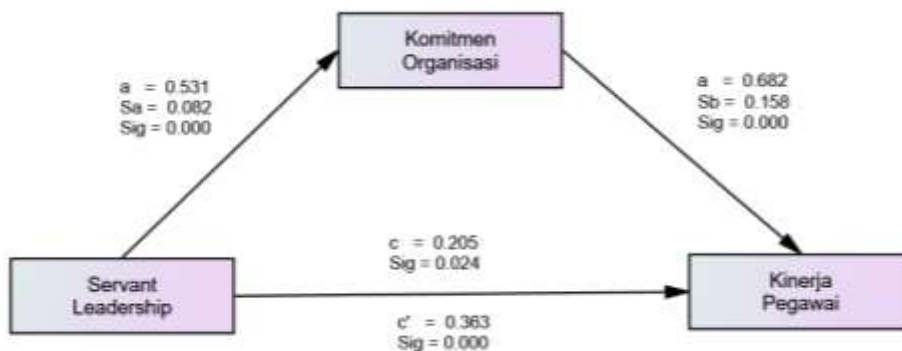 Komitmen
Organisasi
a = 0.531
Sa = 0.082
Sig = 0.000
a = 0.682
Sb = 0.158
Sig = 0.000
c = 0.205
Sig = 0.024
Servant
Leadership
Kinerja
Pegawai
c' = 0.363
Sig = 0.000